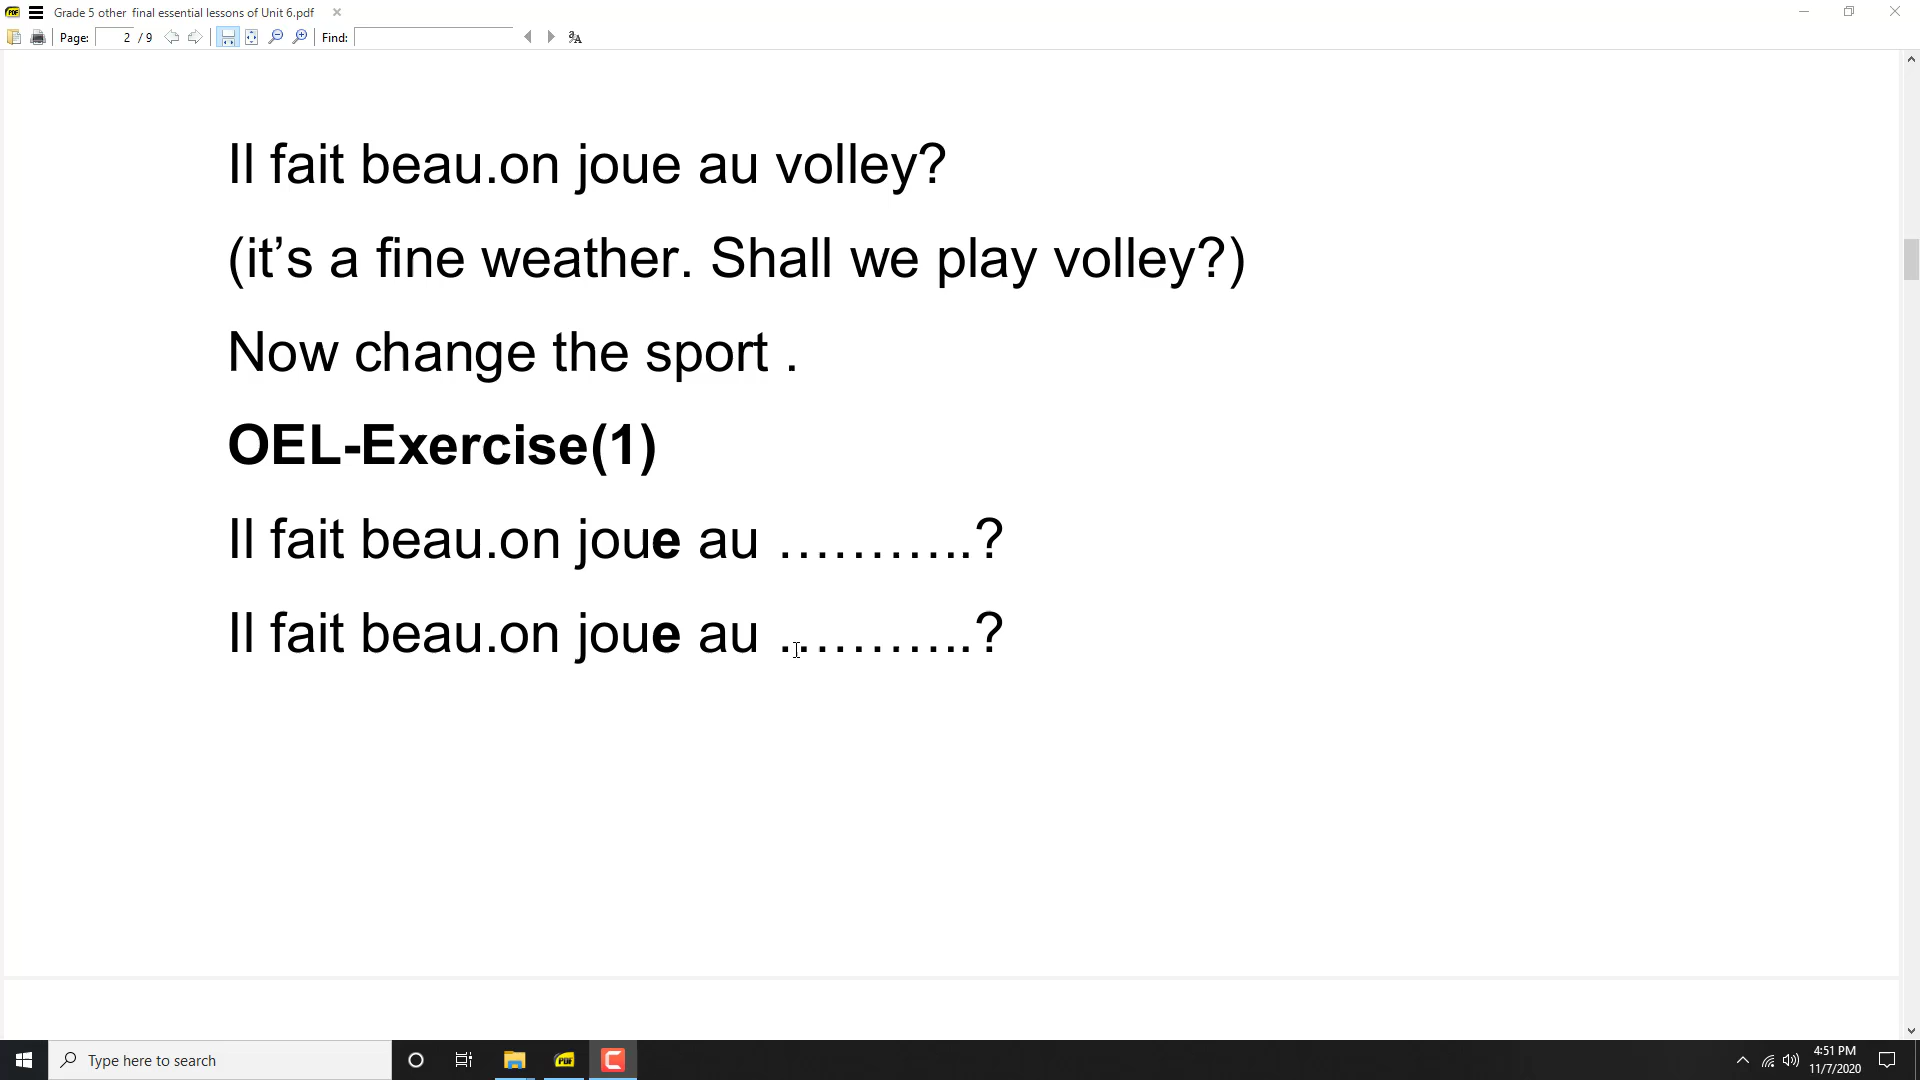 Grade 5 other  final essential lessons of Unit 6.pdf
Page: 2 / 9 Find:
Il fait beau.on joue au volley?
(it’s a fine weather. Shall we play volley?)
Now change the sport .
OEL-Exercise(1)
Il fait beau.on joue au ………..?
Il fait beau.on joue au ………..?
Type here to search
4:51 PM
11/7/2020